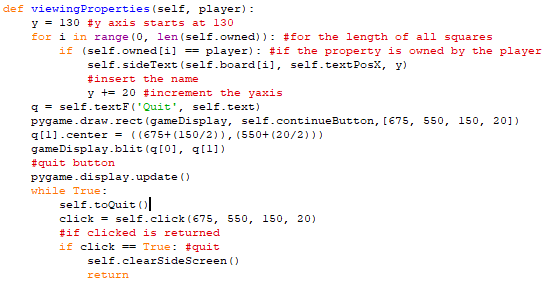 def viewingProperties(self, player):
    y = 130 #y axis starts at 130
    for i in range(0, len(self.owned)): #for the length of all squares
        if (self.owned[i] == player): #if the property is owned by the player
            self.sideText(self.board[i], self.textPosX, y)
            #insert the name
            y += 20 #increment the yaxis
    q = self.textF('Quit', self.text)
    pygame.draw.rect(gameDisplay, self.continueButton,[675, 550, 150, 20])
    q[1].center = ((675+(150/2)),(550+(20/2)))
    gameDisplay.blit(q[0], q[1])
    #quit button
    pygame.display.update()
    while True:
        self.toQuit()
        click = self.click(675, 550, 150, 20)
        #if clicked is returned
        if click == True: #quit
            self.clearSideScreen()
            return